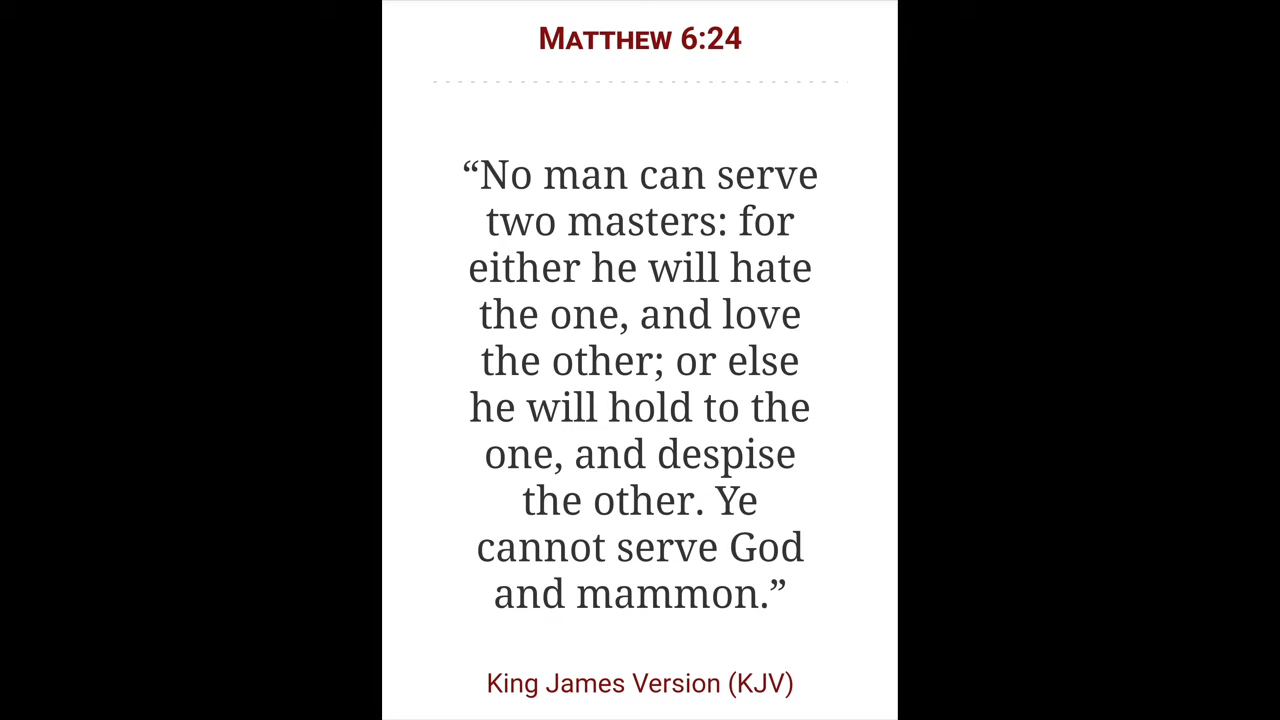 Matthew 6:24
“No man can serve
two masters: for
either he will hate
the one, and love
the other; or else
he will hold to the
one, and despise
the other. Ye
cannot serve God
and mammon.”
King James Version (KJV)